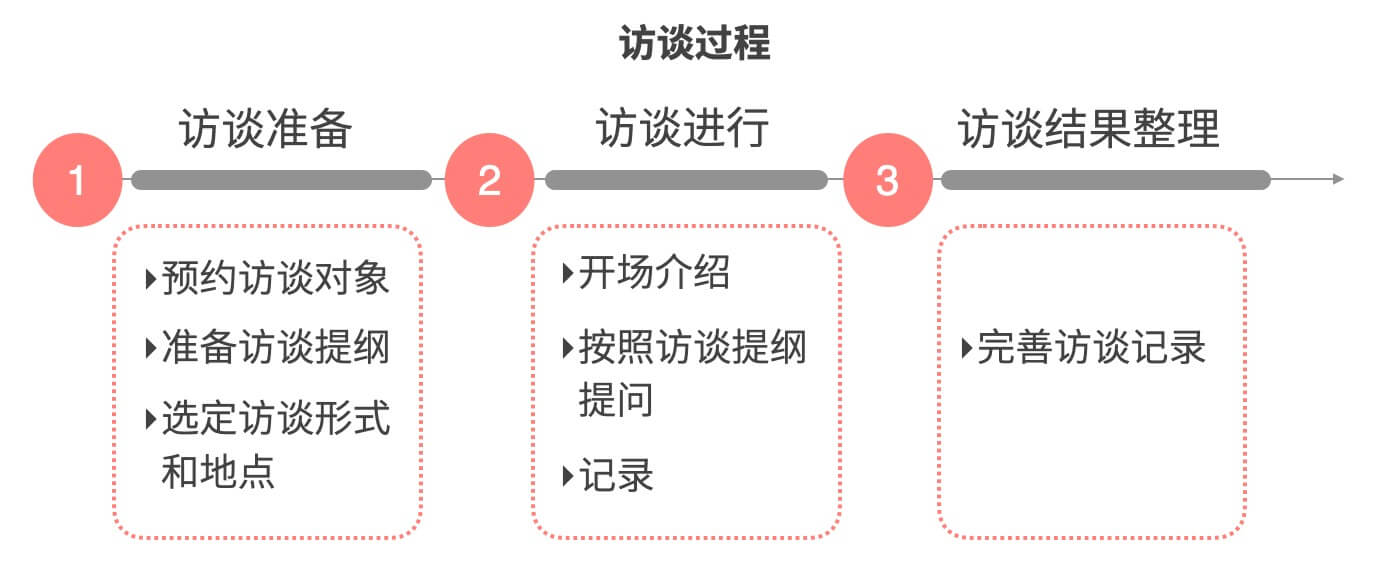 访谈过程
访谈准备
访谈进行
访谈结果整理
1
2
3
预约访谈对象
准备访谈提纲
选定访谈形式
和地点
开场介绍
按照访谈提纲
提问
记录
完善访谈记录